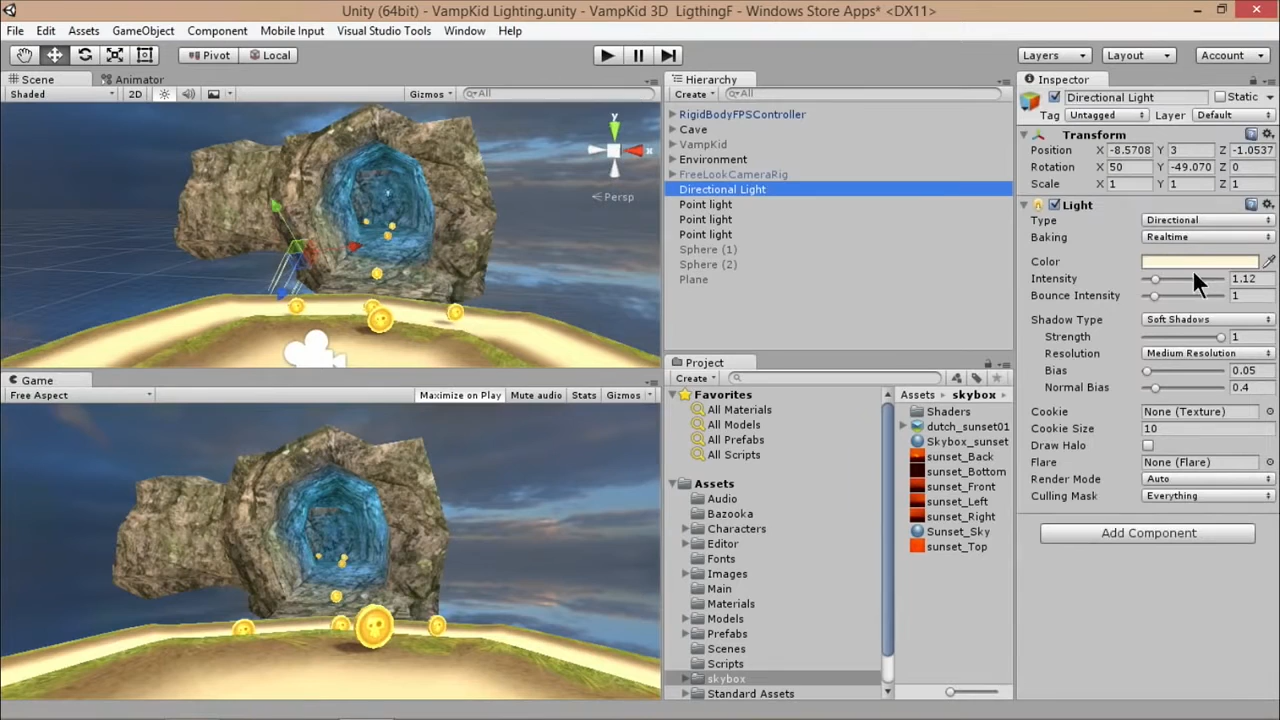 Unity (64bit) - VampKid Lighting.unity - VampKid 3D LigthingF - Windows Store Apps* <DX11>
File Edit Assets GameObject Component Mobile Input Visual Studio Tools Window Help
Pivot Local Layers Layout Account
Scene Animator
Shaded 2D Gizmos All
y
x
Persp
Game
Free Aspect Maximize on Play Mute audio Stats Gizmos
Hierarchy
Create All
RigidBodyFPSController
Cave
VampKid
Environment
FreeLookCameraRig
Directional Light
Point light
Point light
Point light
Sphere (1)
Sphere (2)
Plane
Project
Create
Favorites
All Materials
All Models
All Prefabs
All Scripts
Assets
Audio
Bazooka
Characters
Editor
Fonts
Images
Main
Materials
Models
Prefabs
Scenes
Scripts
skybox
Standard Assets
Assets skybox
Shaders
dutch_sunset01
Skybox_sunset
sunset_Back
sunset_Bottom
sunset_Front
sunset_Left
sunset_Right
Sunset_Sky
sunset_Top
Inspector
Directional Light Static
Tag Untagged Layer Default
Transform
Position X -8.5708 Y 3 Z -1.0537
Rotation X 50 Y -49.070 Z 0
Scale X 1 Y 1 Z 1
Light
Type Directional
Baking Realtime
Color
Intensity 1.12
Bounce Intensity 1
Shadow Type Soft Shadows
Strength 1
Resolution Medium Resolution
Bias 0.05
Normal Bias 0.4
Cookie None (Texture)
Cookie Size 10
Draw Halo
Flare None (Flare)
Render Mode Auto
Culling Mask Everything
Add Component